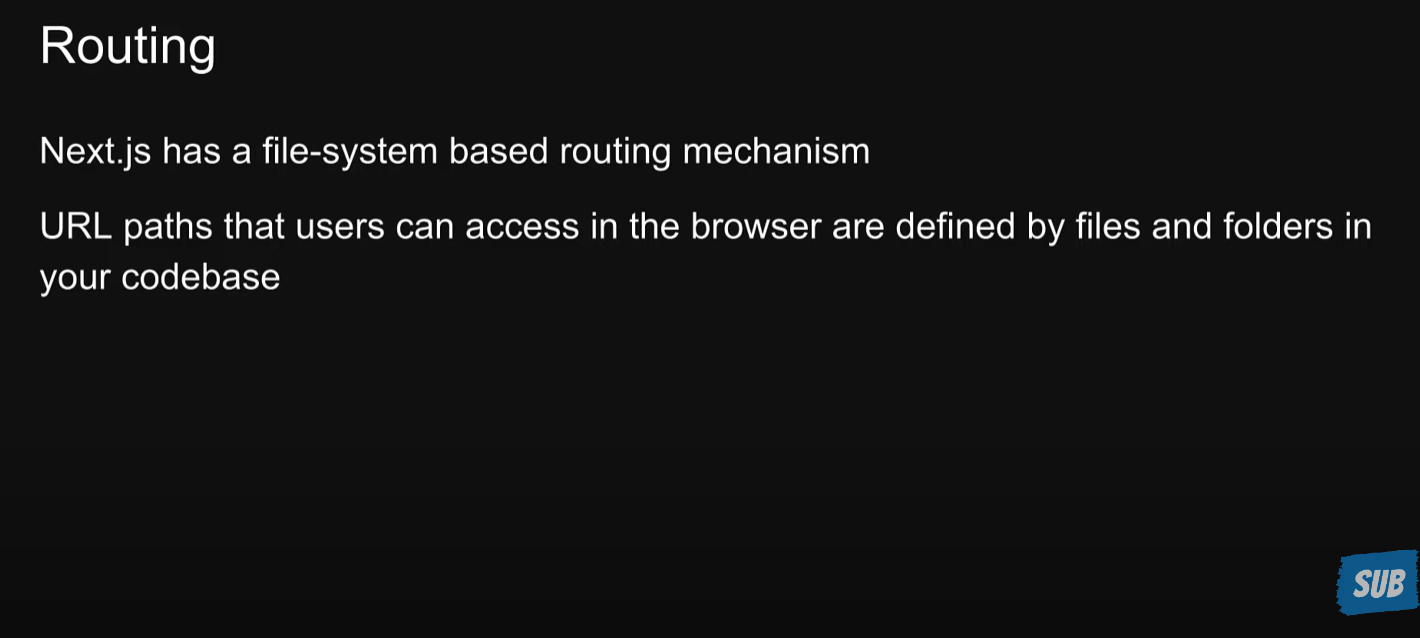 Routing
Next.js has a file-system based routing mechanism
URL paths that users can access in the browser are defined by files and folders in
your codebase
SUB